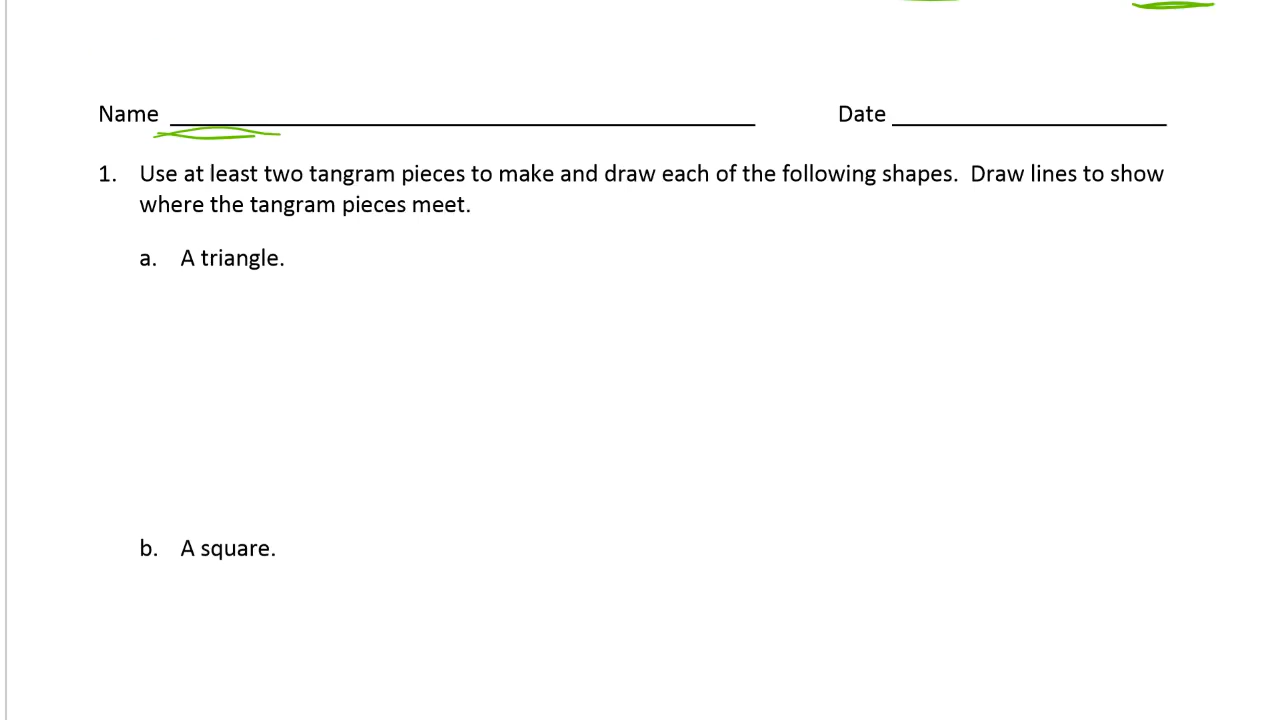 Name Date
1. Use at least two tangram pieces to make and draw each of the following shapes. Draw lines to show
where the tangram pieces meet.
a. A triangle.
b. A square.